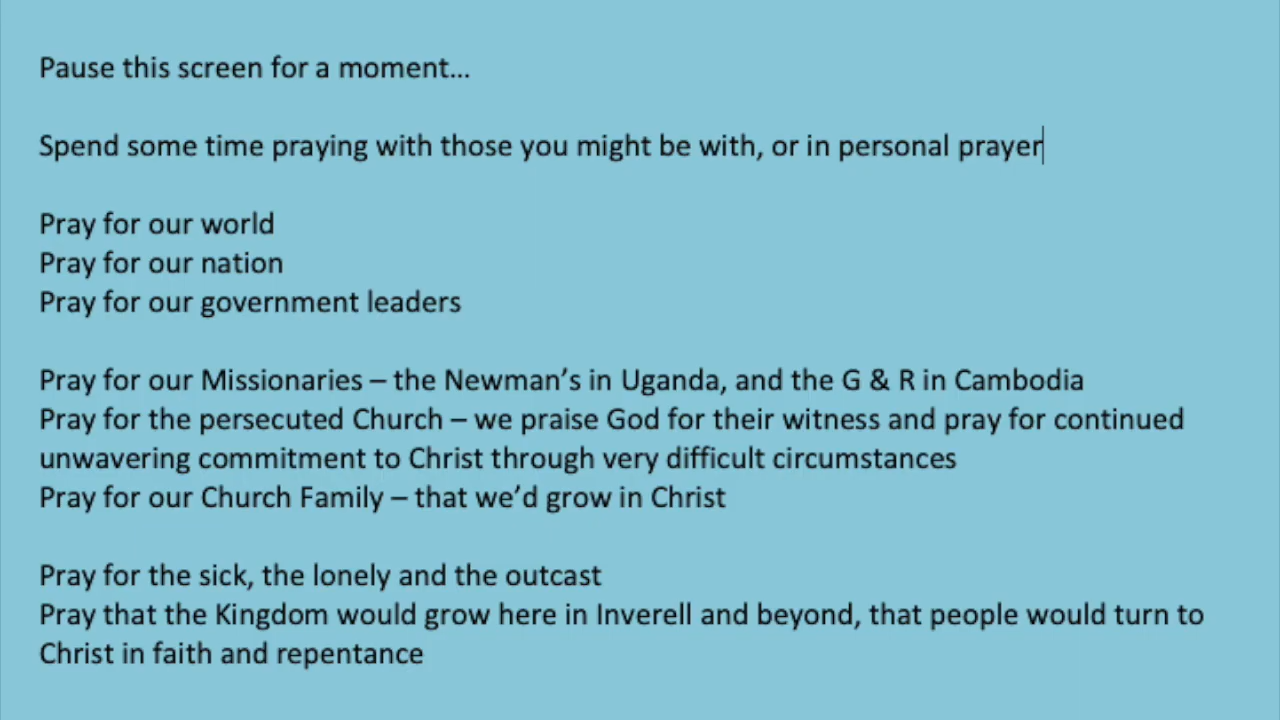 Pause this screen for a moment...
Spend some time praying with those you might be with, or in personal prayer
Pray for our world
Pray for our nation
Pray for our government leaders
Pray for our Missionaries – the Newman’s in Uganda, and the G & R in Cambodia
Pray for the persecuted Church – we praise God for their witness and pray for continued
unwavering commitment to Christ through very difficult circumstances
Pray for our Church Family – that we’d grow in Christ
Pray for the sick, the lonely and the outcast
Pray that the Kingdom would grow here in Inverell and beyond, that people would turn to
Christ in faith and repentance